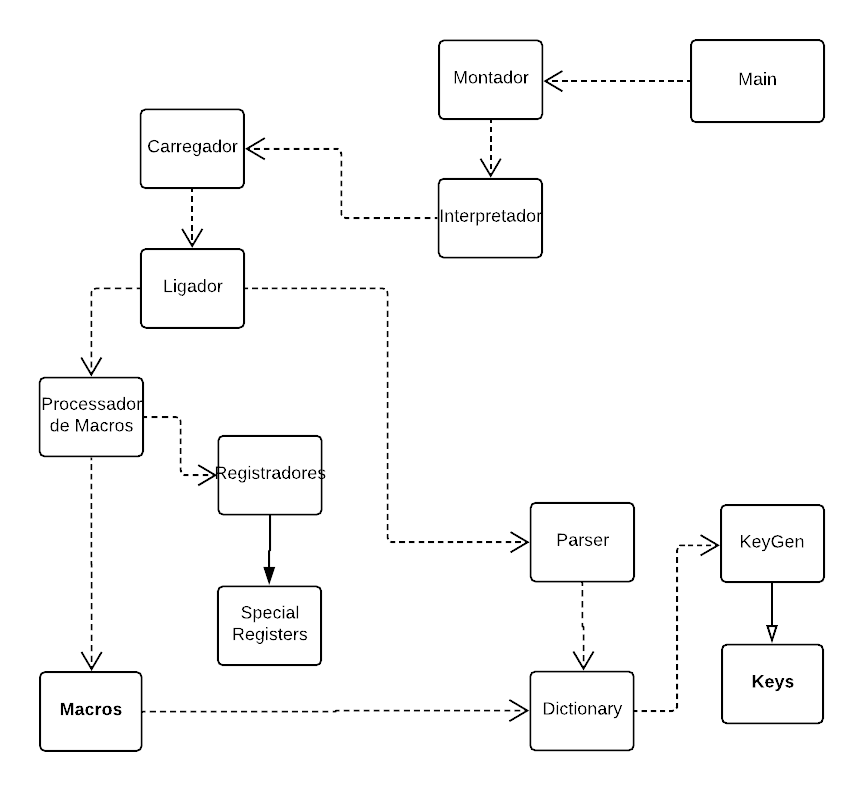 Montador
Main
Carregador
Interpretador
Ligador
Processador
de Macros
Registradores
Parser
KeyGen
Special
Registers
Keys
Macros
Dictionary